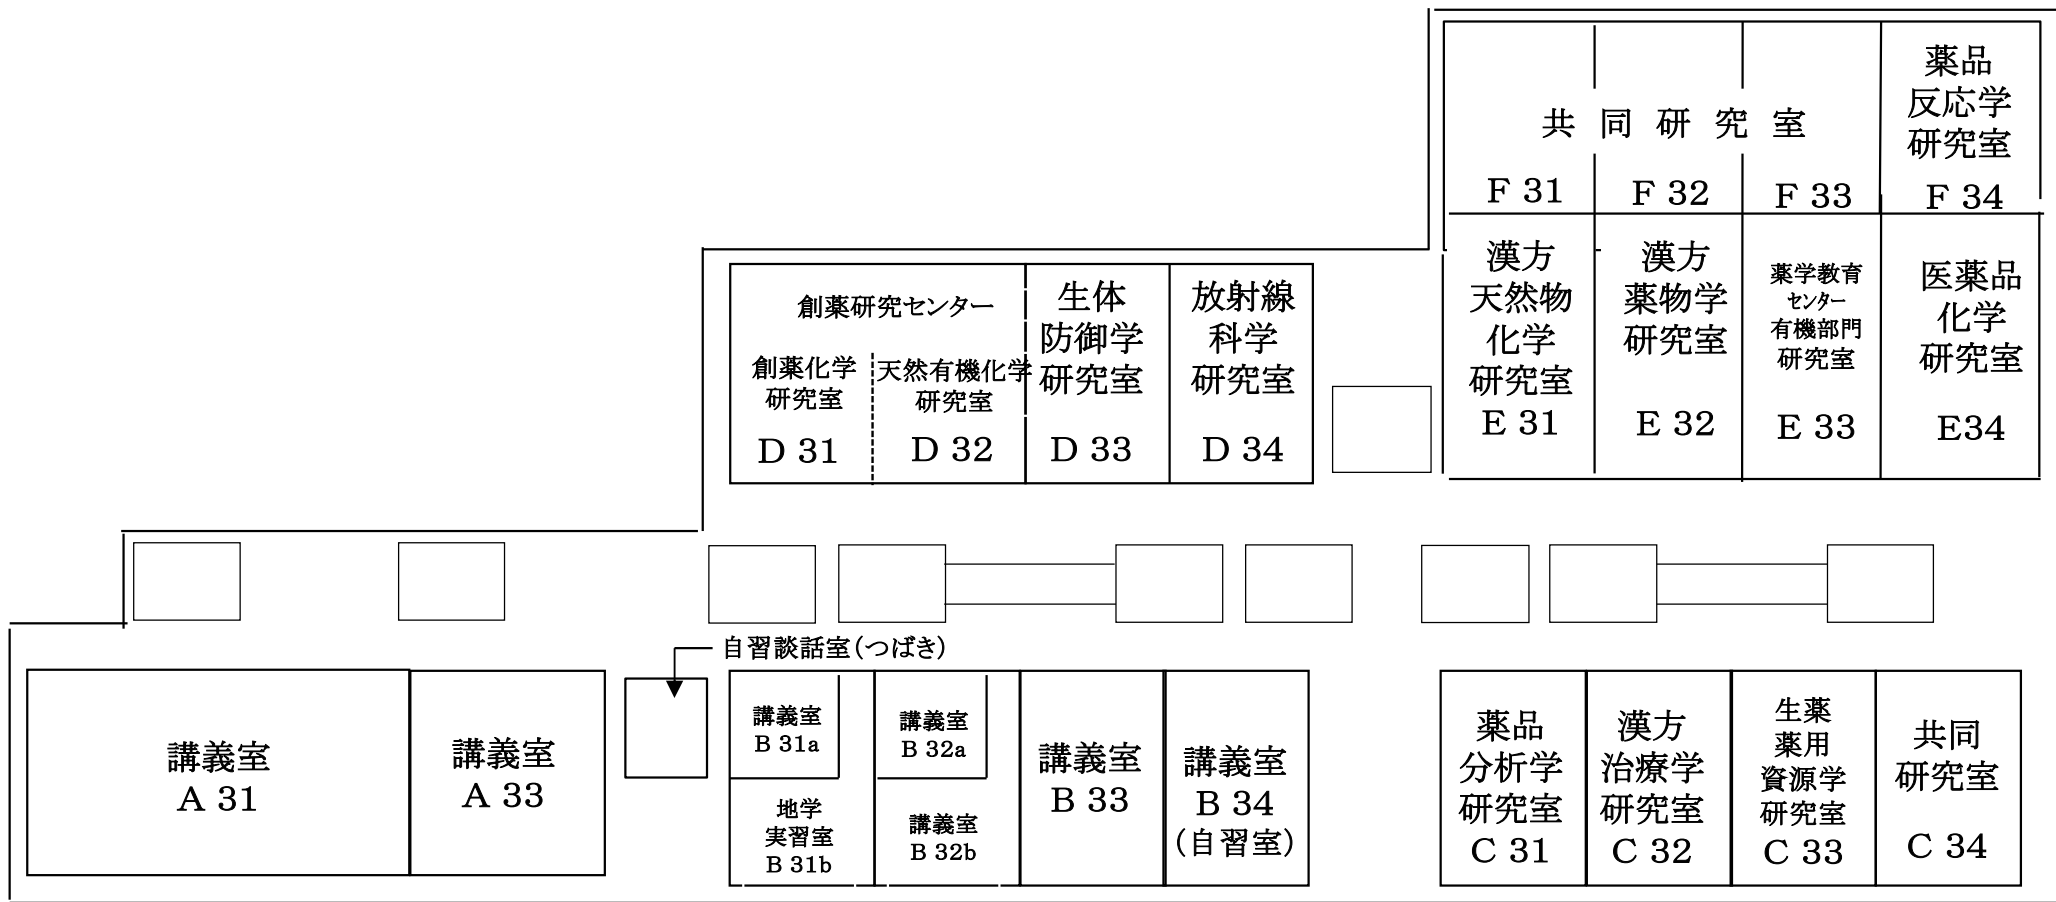 共同研究室
F 31
F 32
F 33
薬品
反応学
研究室
F 34
漢方
天然物
化学
研究室
E 31
漢方
薬物学
研究室
E 32
薬学教育
センター
有機部門
研究室
E 33
医薬品
化学
研究室
E34
創薬研究センター
創薬化学
研究室
D 31
天然有機化学
研究室
D 32
生体
防御学
研究室
D 33
放射線
科学
研究室
D 34
自習談話室(つばき)
講義室
A 31
講義室
A 33
講義室
B 31a
地学
実習室
B 31b
講義室
B 32a
講義室
B 32b
講義室
B 33
講義室
B 34
(自習室)
薬品
分析学
研究室
C 31
漢方
治療学
研究室
C 32
生薬
薬用
資源学
研究室
C 33
共同
研究室
C 34